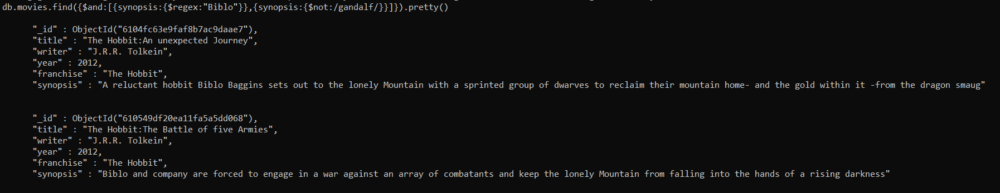 db.movies.find({$and:[{synopsis:{$regex:"Biblo"}},{synopsis:{$not:/gandalf/}}]}).pretty()
"_id" : ObjectId("6104fc63e9faf8b7ac9daae7"),
"title" : "The Hobbit:An unexpected Journey",
"writer" : "J.R.R. Tolkein",
"year" : 2012,
"franchise" : "The Hobbit",
"synopsis" : "A reluctant hobbit Biblo Baggins sets out to the lonely Mountain with a sprinted group of dwarves to reclaim their mountain home- and the gold within it -from the dragon smaug"
"_id" : ObjectId("610549df20ea11fa5a5dd068"),
"title" : "The Hobbit:The Battle of five Armies",
"writer" : "J.R.R. Tolkein",
"year" : 2012,
"franchise" : "The Hobbit",
"synopsis" : "Biblo and company are forced to engage in a war against an array of combatants and keep the lonely Mountain from falling into the hands of a rising darkness"